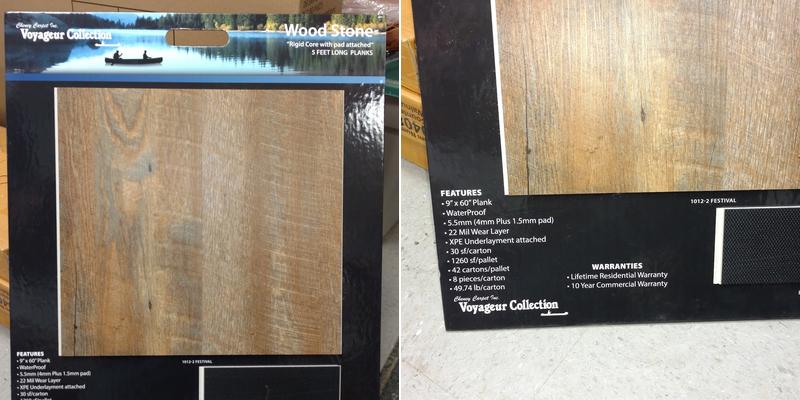 Cheney Carpet Inc.
Voyageur Collection
Wood Stone
"Rigid Core with pad attached"
5 FEET LONG PLANKS
FEATURES
• 9" x 60" Plank
• WaterProof
• 5.5mm (4mm Plus 1.5mm pad)
• 22 Mil Wear Layer
• XPE Underlayment attached
• 30 sf/carton
1012-2 FESTIVAL
FEATURES
• 9" x 60" Plank
• WaterProof
• 5.5mm (4mm Plus 1.5mm pad)
• 22 Mil Wear Layer
• XPE Underlayment attached
• 30 sf/carton
• 1260 sf/pallet
• 42 cartons/pallet
• 8 pieces/carton
• 49.74 lb/carton
Cheney Carpet Inc.
Voyageur Collection
1012-2 FESTIVAL
WARRANTIES
• Lifetime Residential Warranty
• 10 Year Commercial Warranty